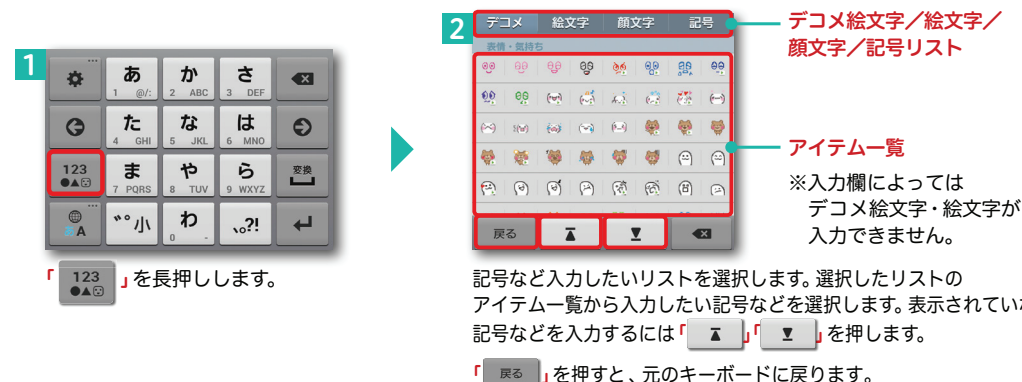 1
あ
1 @/:
か
2 ABC
さ
3 DEF
た
4 GHI
な
5 JKL
は
6 MNO
123
●▲
ま
7 PQRS
や
8 TUV
ら
9 WXYZ
変換
A
小
わ
0 -
、。?!
「123 ●▲」を長押しします。
2
デコメ 絵文字 顔文字 記号
表情・気持ち
戻る
デコメ絵文字／絵文字／
顔文字／記号リスト
アイテム一覧
※入力欄によっては
デコメ絵文字・絵文字が
入力できません。
記号など入力したいリストを選択します。選択したリストの
アイテム一覧から入力したい記号などを選択します。表示されていな
記号などを入力するには「 」「 」を押します。
「戻る」を押すと、元のキーボードに戻ります。